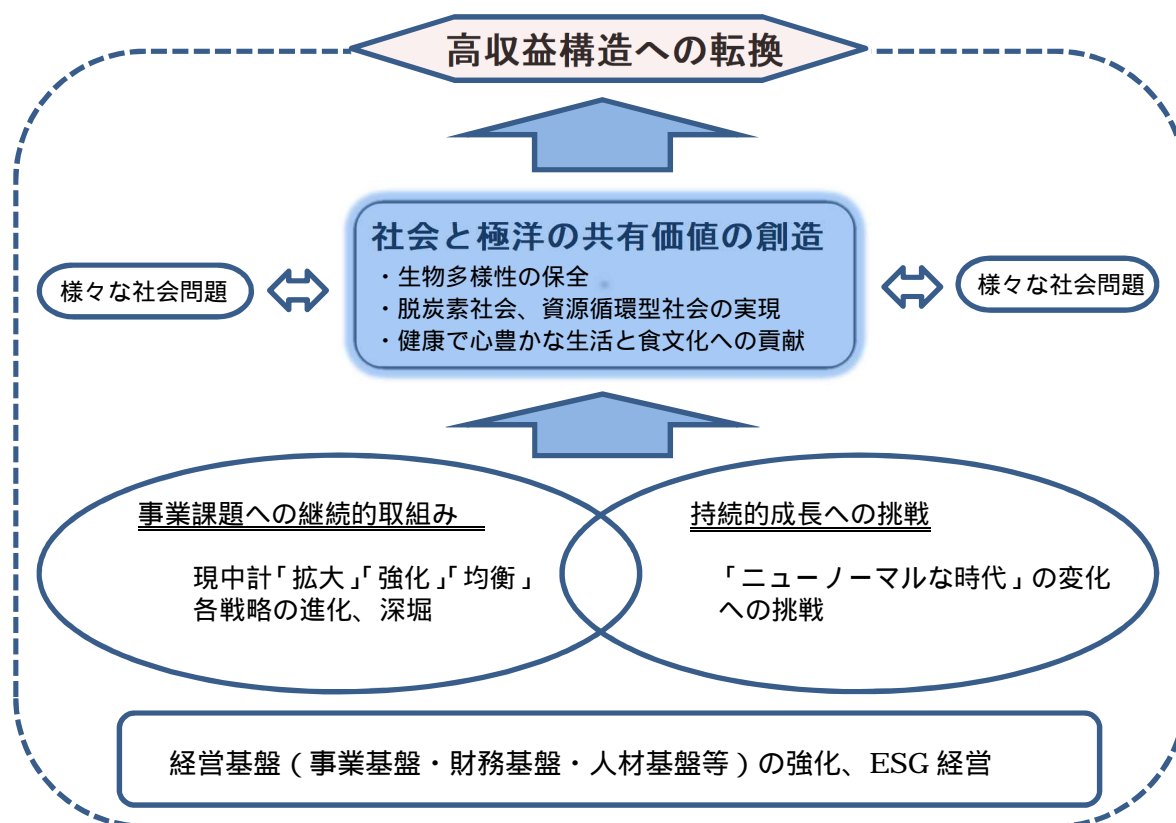 高収益構造への転換
社会と極洋の共有価値の創造
・生物多様性の保全
・脱炭素社会、資源循環型社会の実現
・健康で心豊かな生活と食文化への貢献
様々な社会問題
様々な社会問題
事業課題への継続的取組み
現中計「拡大」「強化」「均衡」
各戦略の進化、深堀
持続的成長への挑戦
「ニューノーマルな時代」の変化
への挑戦
経営基盤(事業基盤・財務基盤・人材基盤等)の強化、ESG 経営